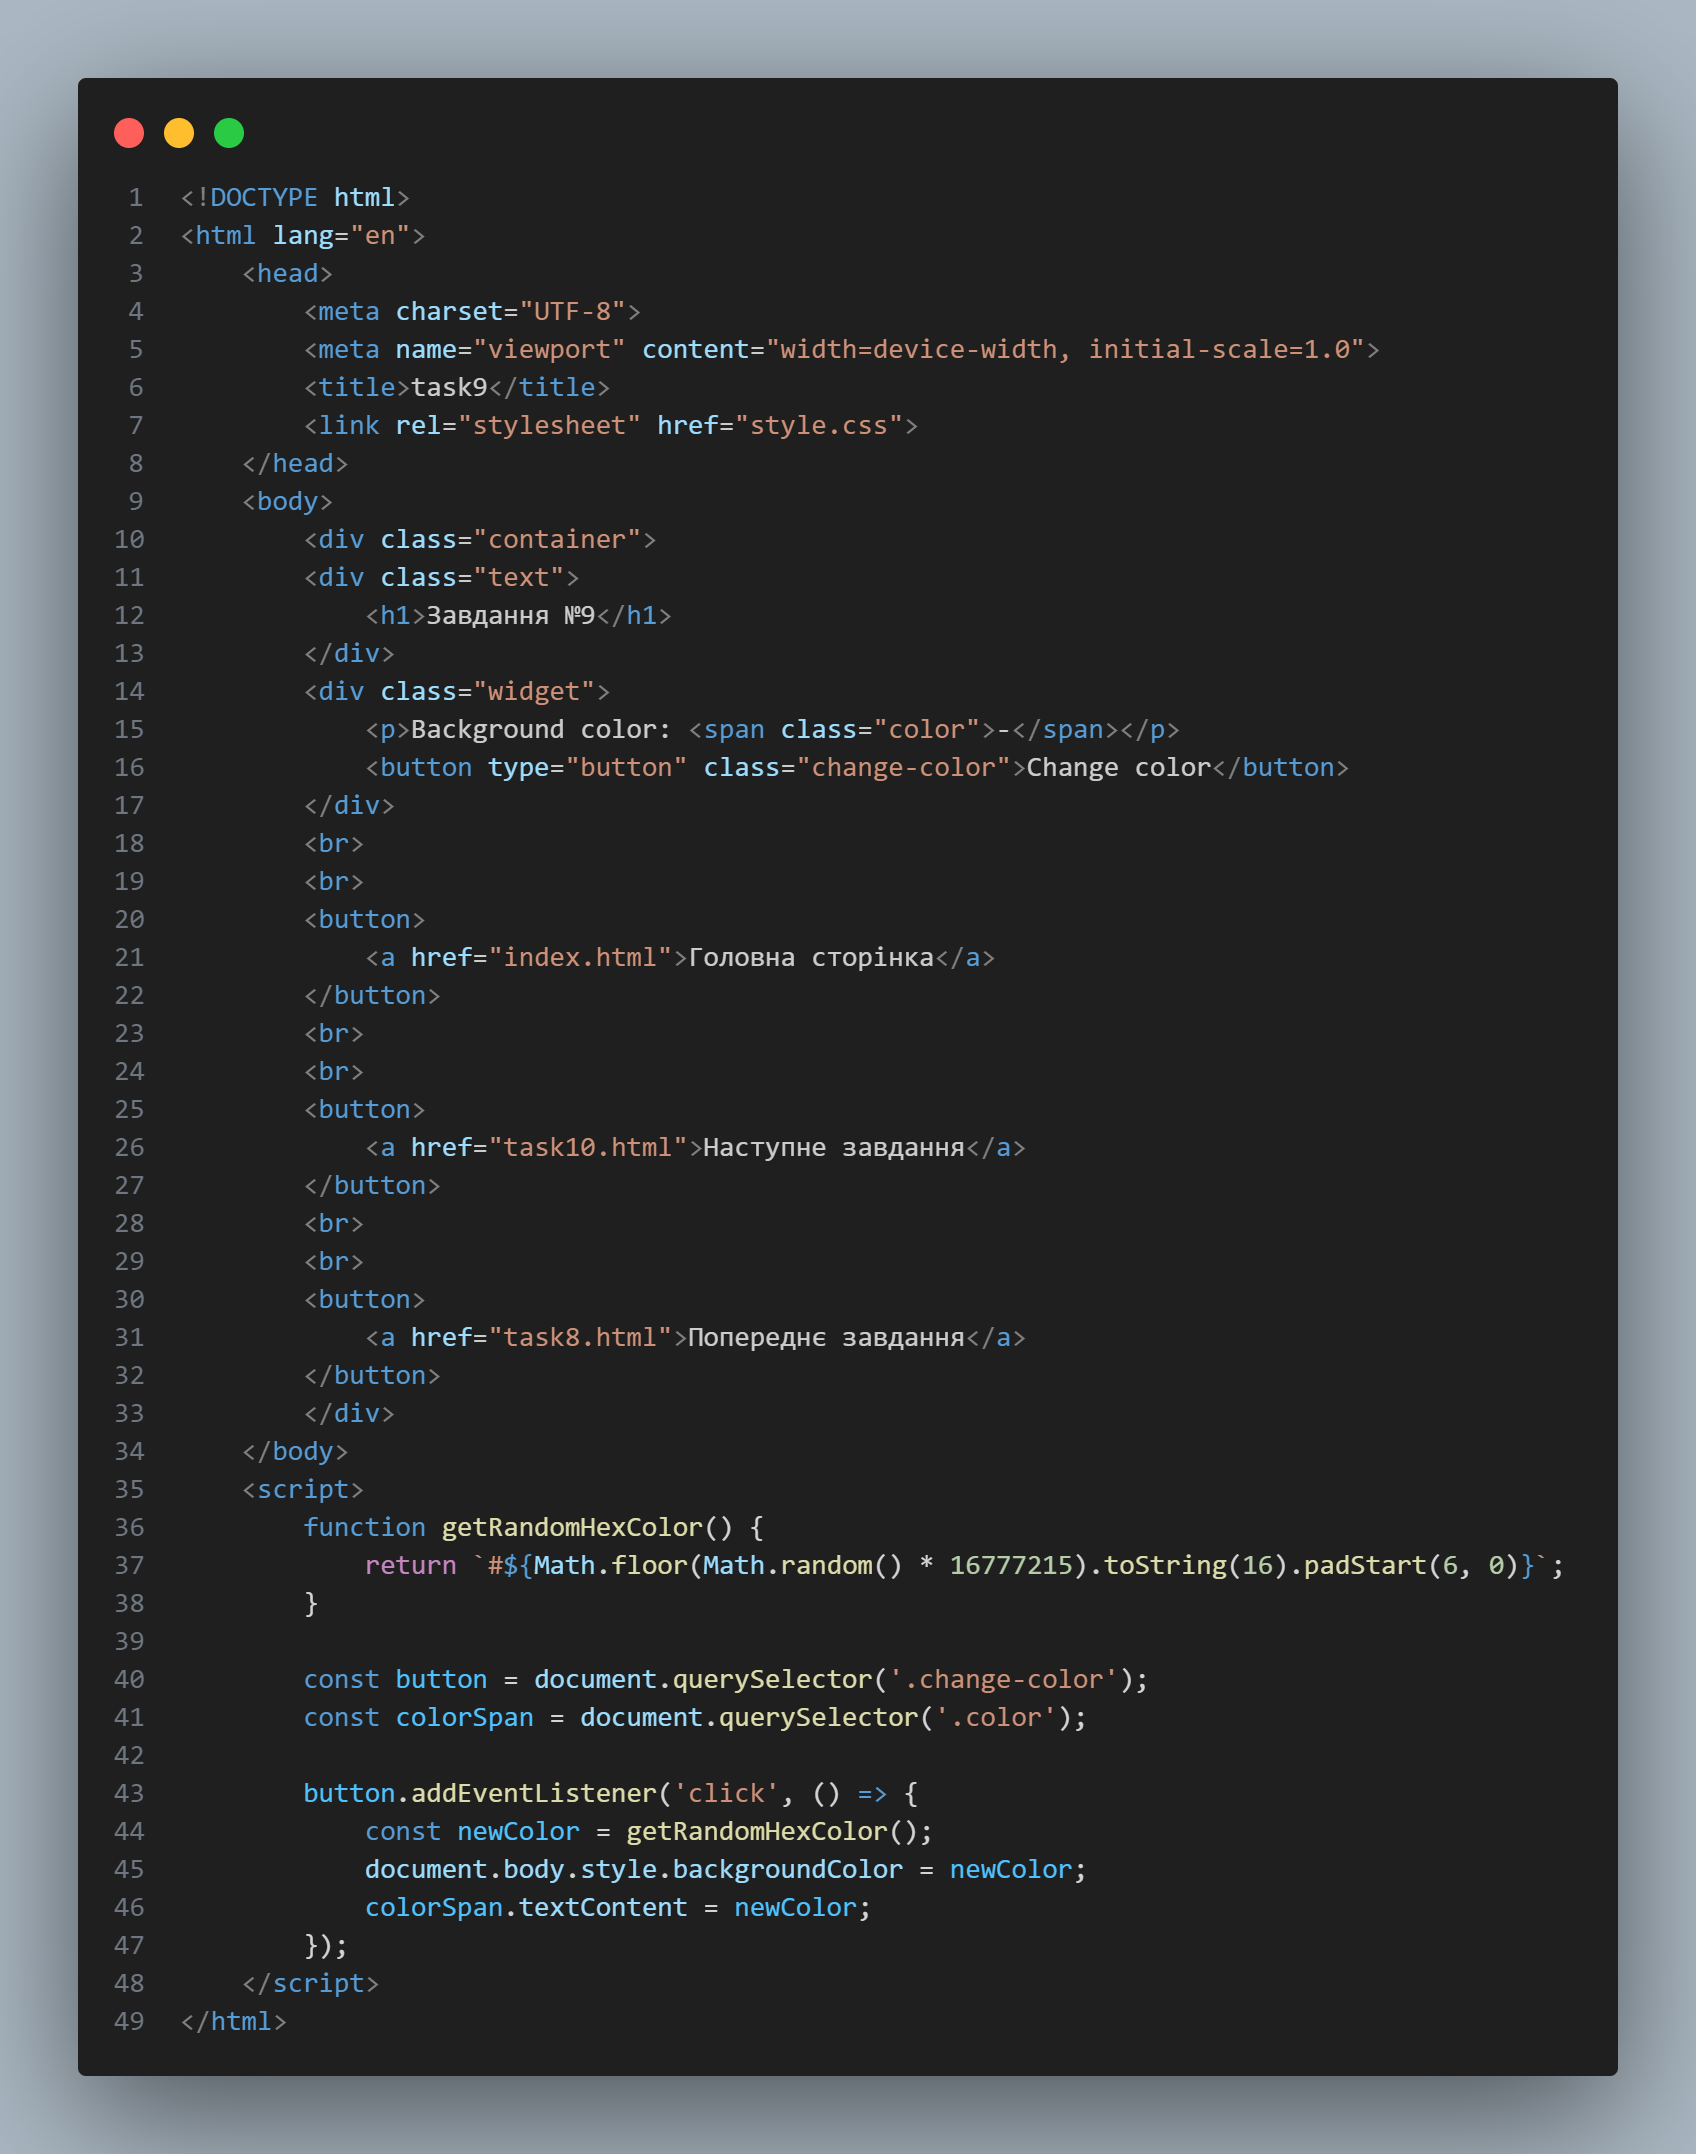 1 <!DOCTYPE html>
2 <html lang="en">
3     <head>
4         <meta charset="UTF-8">
5         <meta name="viewport" content="width=device-width, initial-scale=1.0">
6         <title>task9</title>
7         <link rel="stylesheet" href="style.css">
8     </head>
9     <body>
10         <div class="container">
11         <div class="text">
12             <h1>Завдання №9</h1>
13         </div>
14         <div class="widget">
15             <p>Background color: <span class="color">-</span></p>
16             <button type="button" class="change-color">Change color</button>
17         </div>
18         <br>
19         <br>
20         <button>
21             <a href="index.html">Головна сторінка</a>
22         </button>
23         <br>
24         <br>
25         <button>
26             <a href="task10.html">Наступне завдання</a>
27         </button>
28         <br>
29         <br>
30         <button>
31             <a href="task8.html">Попереднє завдання</a>
32         </button>
33         </div>
34     </body>
35     <script>
36         function getRandomHexColor() {
37             return `#${Math.floor(Math.random() * 16777215).toString(16).padStart(6, 0)}`;
38         }
39
40         const button = document.querySelector('.change-color');
41         const colorSpan = document.querySelector('.color');
42
43         button.addEventListener('click', () => {
44             const newColor = getRandomHexColor();
45             document.body.style.backgroundColor = newColor;
46             colorSpan.textContent = newColor;
47         });
48     </script>
49 </html>